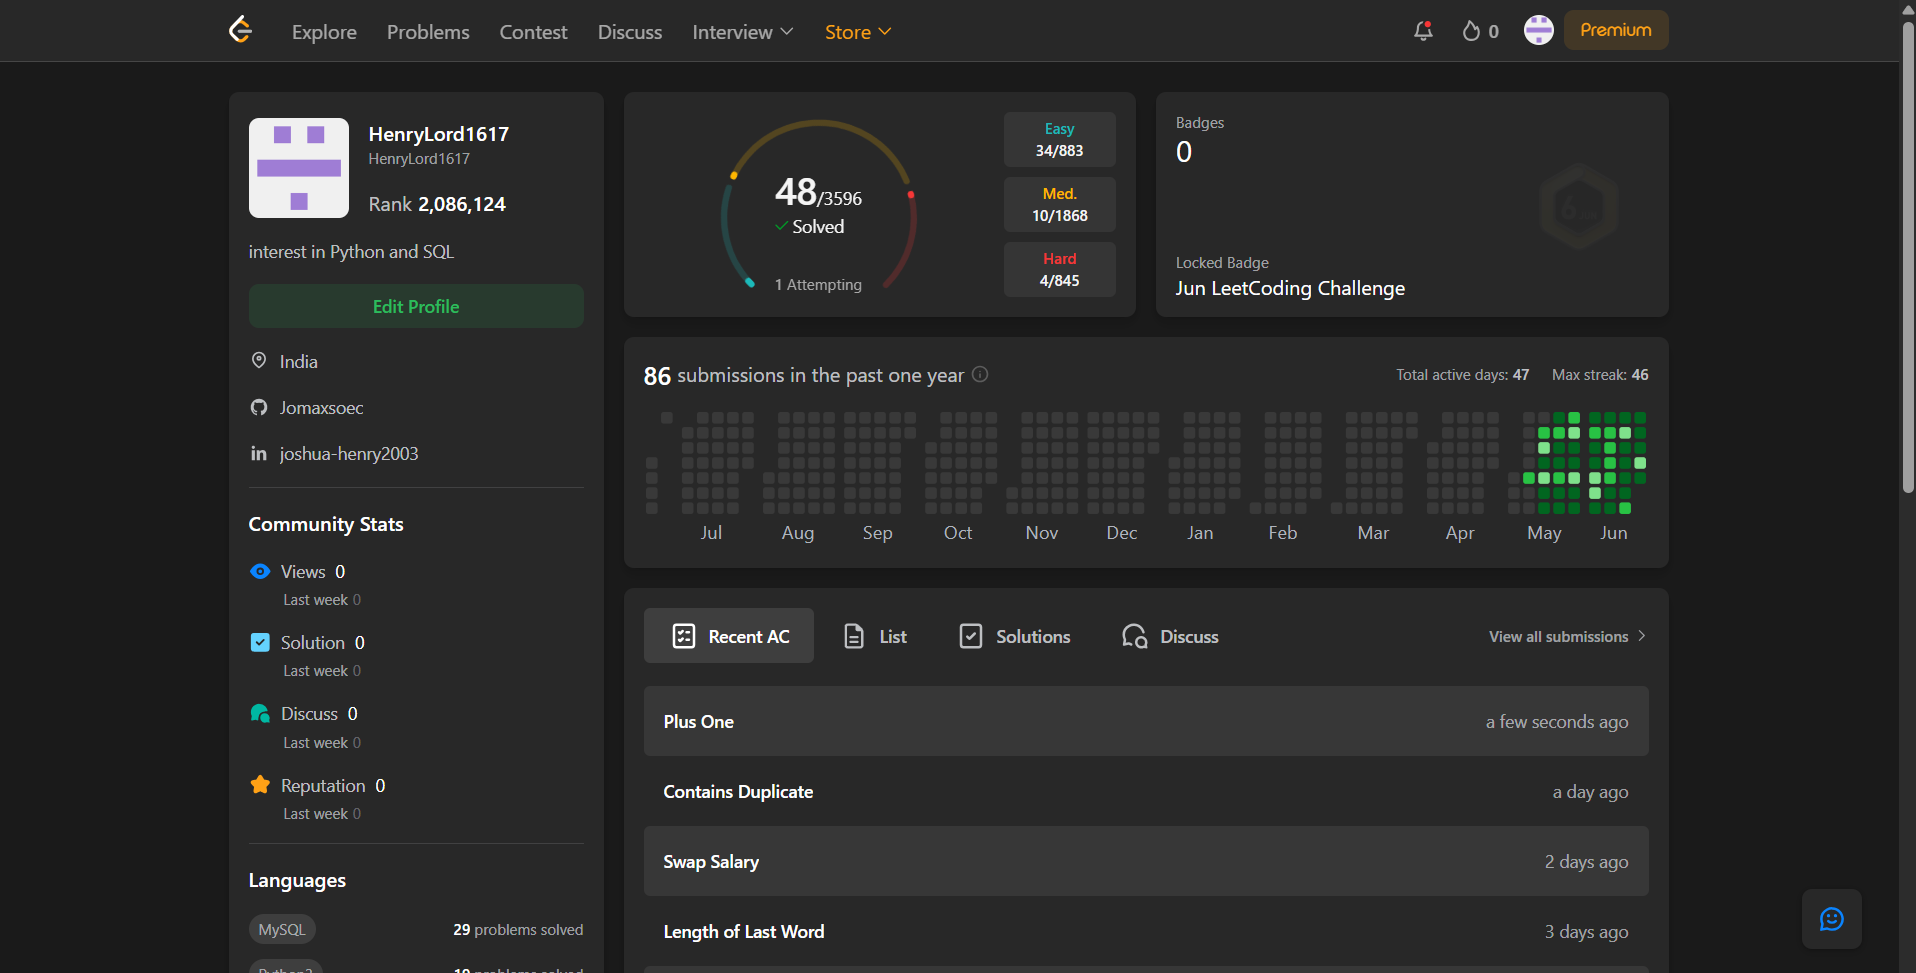 Explore Problems Contest Discuss Interview Store 0 Premium
HenryLord1617
HenryLord1617
Rank 2,086,124
interest in Python and SQL
Edit Profile
India
Jomaxsoec
joshua-henry2003
Community Stats
Views 0
Last week 0
Solution 0
Last week 0
Discuss 0
Last week 0
Reputation 0
Last week 0
Languages
MySQL 29 problems solved
48/3596
Solved
1 Attempting
Easy
34/883
Med.
10/1868
Hard
4/845
Badges
0
Locked Badge
Jun LeetCoding Challenge
86 submissions in the past one year Total active days: 47 Max streak: 46
Jul Aug Sep Oct Nov Dec Jan Feb Mar Apr May Jun
Recent AC List Solutions Discuss View all submissions
Plus One a few seconds ago
Contains Duplicate a day ago
Swap Salary 2 days ago
Length of Last Word 3 days ago